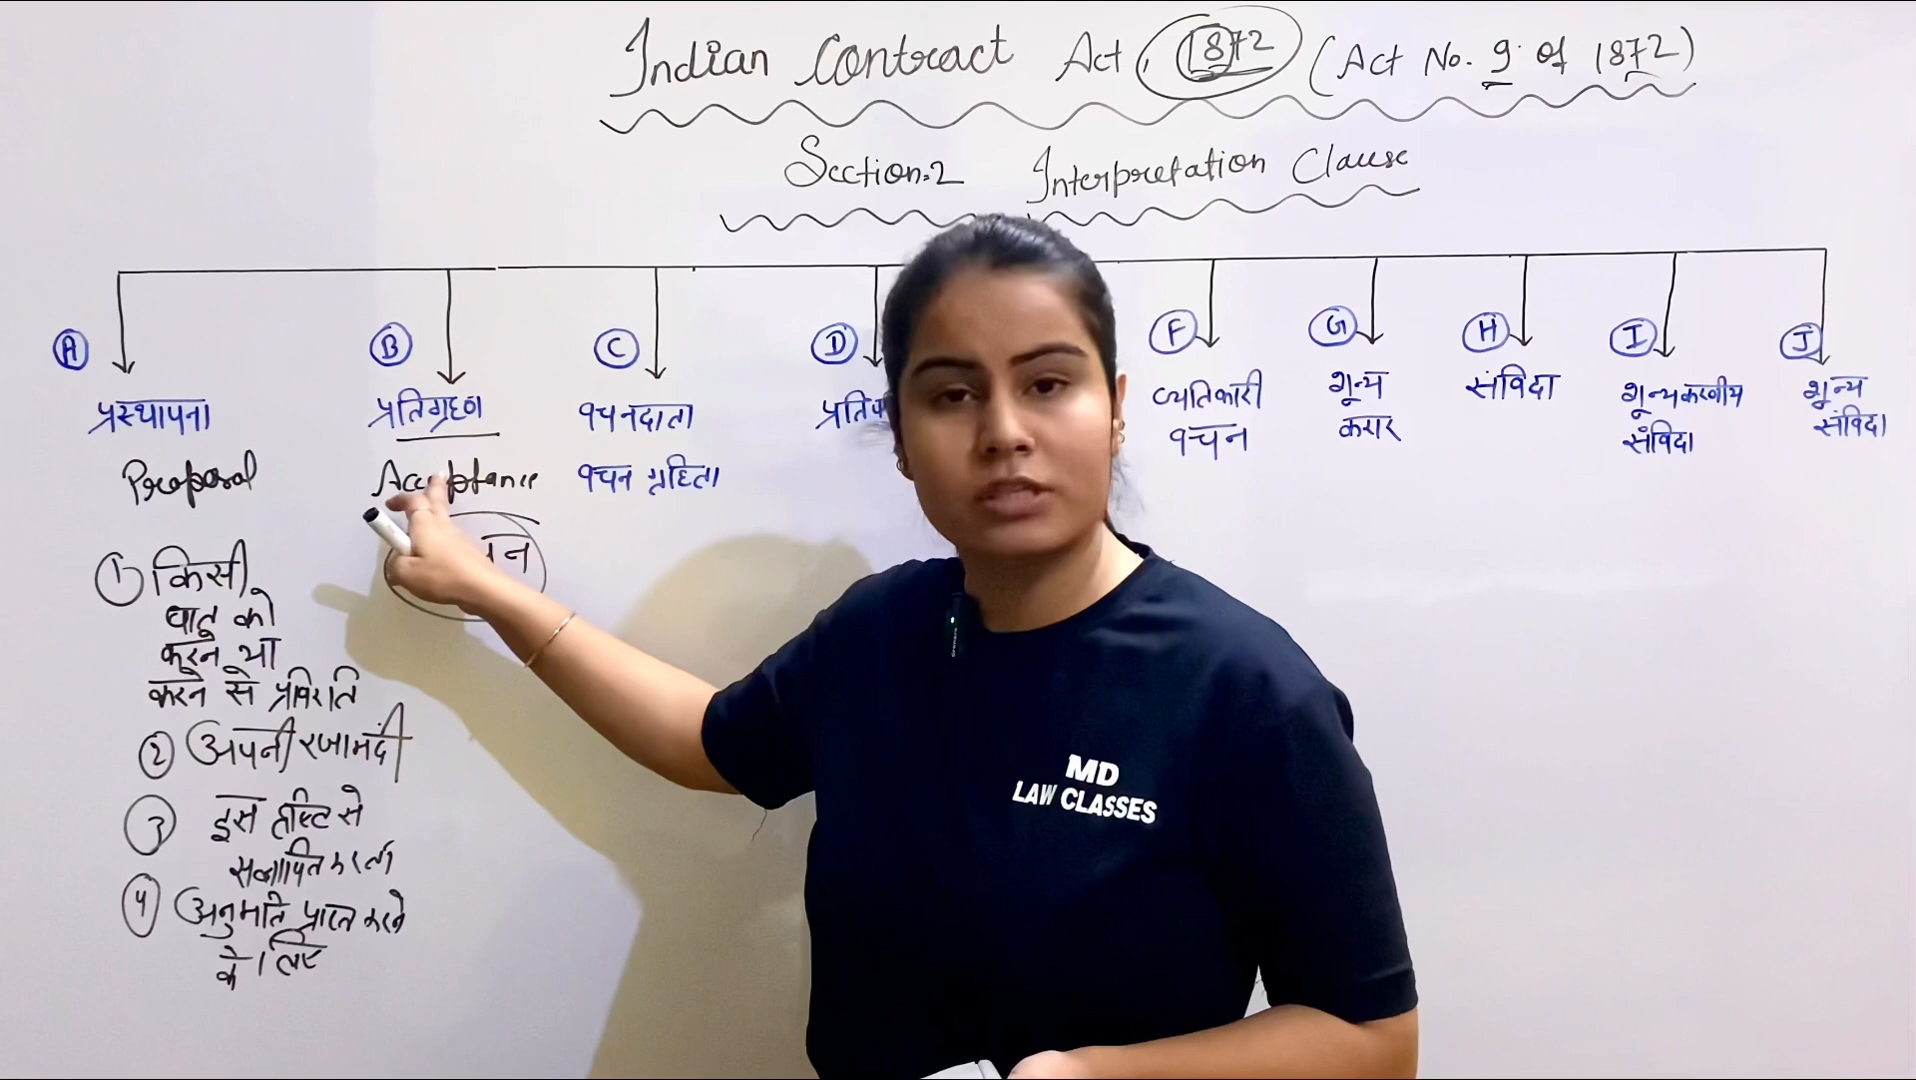 Indian Contract Act, 1872 (Act No. 9 of 1872)
Section.2 Interpretation Clause
A
B
C
D
F
G
H
I
J
प्रस्थापना
Proposal
प्रतिग्रहण
Acceptance
वचनदाता
वचन ग्रहिता
व्यतिकारी
वचन
शून्य
करार
संविदा
शून्यकरणीय
संविदा
शून्य
संविदा
① किसी
बात को
करने या
करने से प्रविरति
② अपनी रजामंदी
③ इस दृष्टि से
संज्ञापित करता
④ अनुमति प्राप्त करने
के लिए
MD
LAW CLASSES